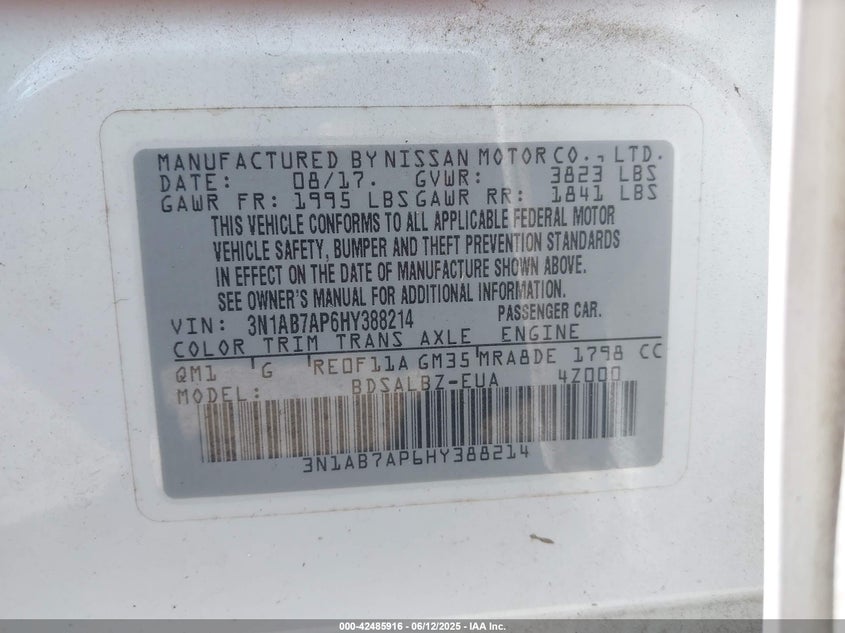 MANUFACTURED BY NISSAN MOTOR CO., LTD.
DATE: 08/17. GVWR: 3823 LBS
GAWR FR: 1995 LBS GAWR RR: 1841 LBS
THIS VEHICLE CONFORMS TO ALL APPLICABLE FEDERAL MOTOR
VEHICLE SAFETY, BUMPER AND THEFT PREVENTION STANDARDS
IN EFFECT ON THE DATE OF MANUFACTURE SHOWN ABOVE.
SEE OWNER'S MANUAL FOR ADDITIONAL INFORMATION.
VIN: 3N1AB7AP6HY388214 PASSENGER CAR.
COLOR TRIM TRANS AXLE ENGINE
QM1 'G 'RE0F11A GM35'MRA8DE 1798 CC
MODEL: BDSALBZ-EUA 4Z000
3N1AB7AP6HY388214
000-42485916 - 06/12/2025 - IAA Inc.